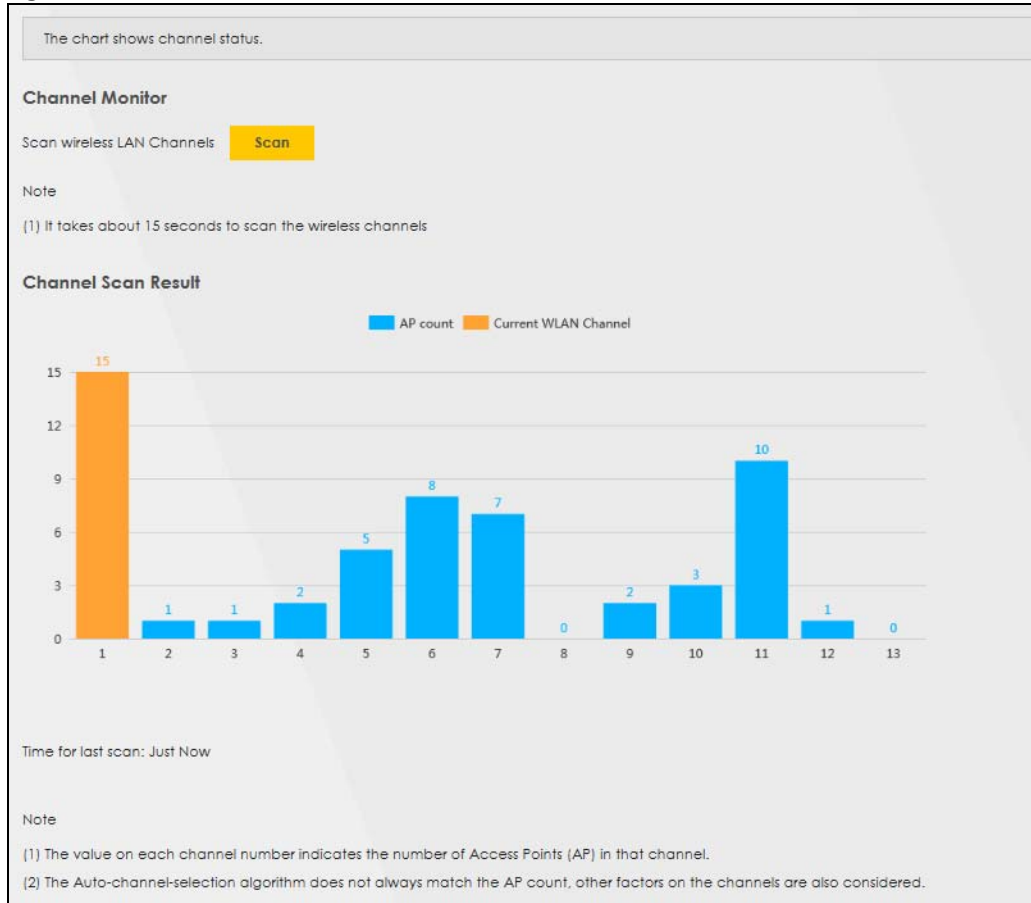 The chart shows channel status.
Channel Monitor
Scan wireless LAN Channels Scan
Note
(1) It takes about 15 seconds to scan the wireless channels
Channel Scan Result
AP count Current WLAN Channel
15
12
9
6
3
0
15 1 1 2 5 8 7 0 2 3 10 1 0
1 2 3 4 5 6 7 8 9 10 11 12 13
Time for last scan: Just Now
Note
(1) The value on each channel number indicates the number of Access Points (AP) in that channel.
(2) The Auto-channel-selection algorithm does not always match the AP count, other factors on the channels are also considered.